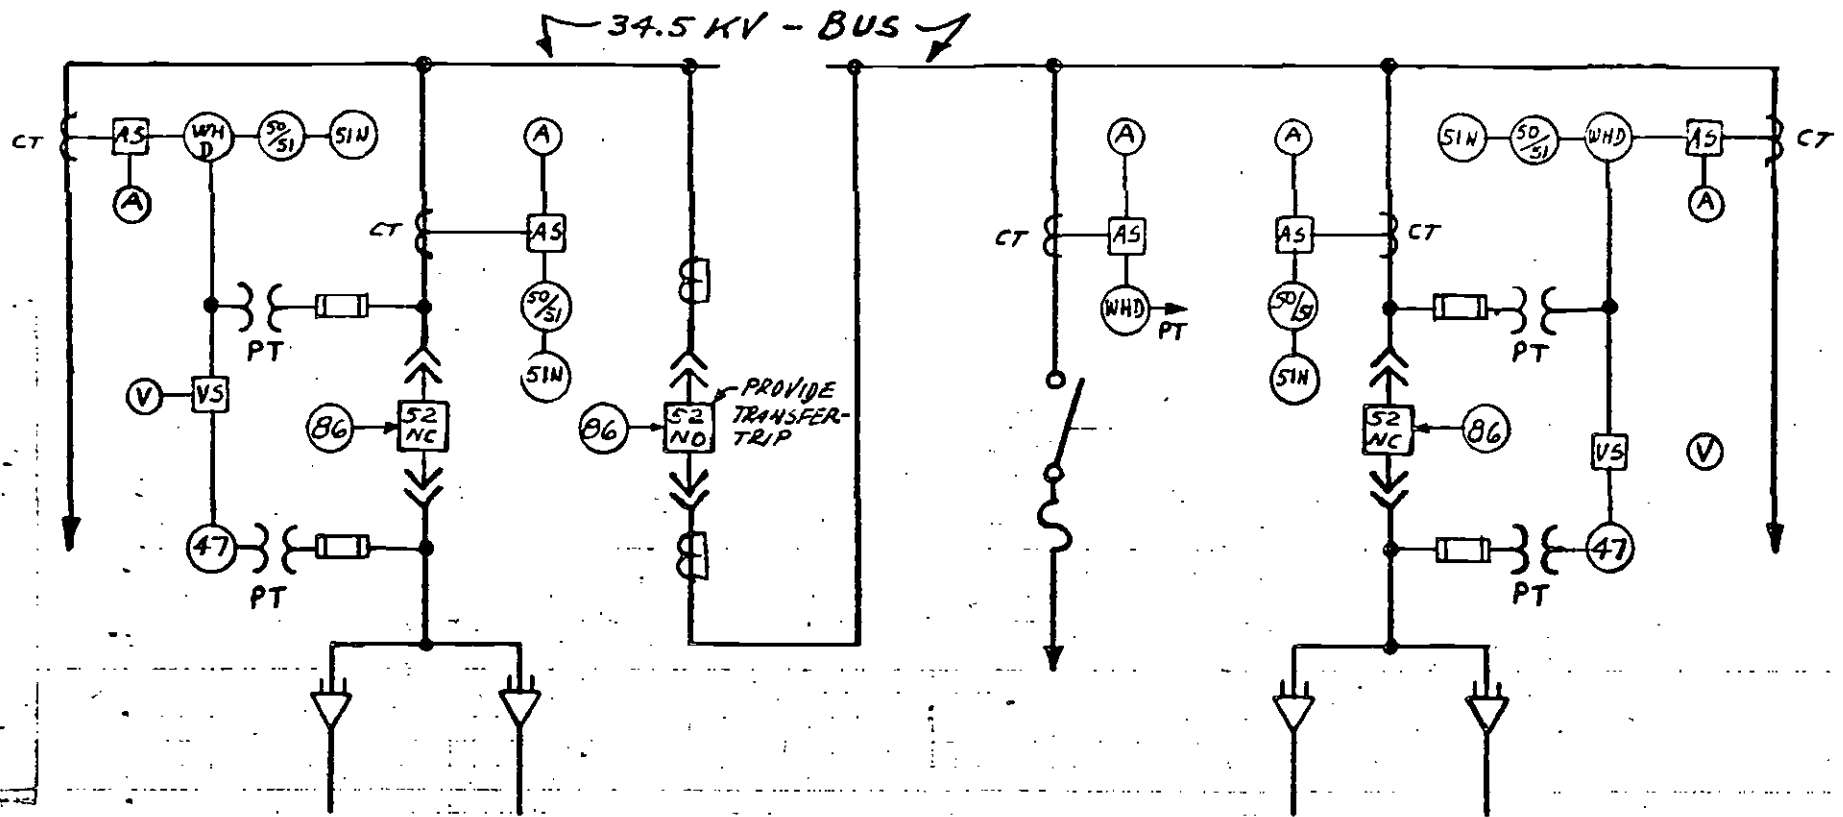 34.5 KV - BUS
CT
AS
WH
D
50/51
51N
A
A
A
A
51N
50/51
WHD
AS
CT
A
CT
AS
CT
AS
AS
CT
50/51
WHD
PT
50/51
PT
PT
51N
51N
V
VS
86
52
NC
86
52
NO
PROVIDE
TRANSFER-
TRIP
52
NC
86
VS
V
47
PT
47
PT